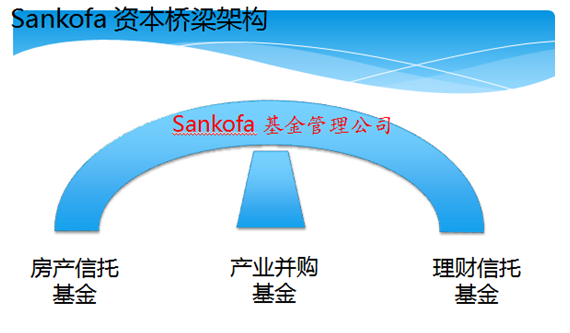 Sankofa 资本桥梁架构
Sankofa 基金管理公司
房产信托
基金
产业并购
基金
理财信托
基金